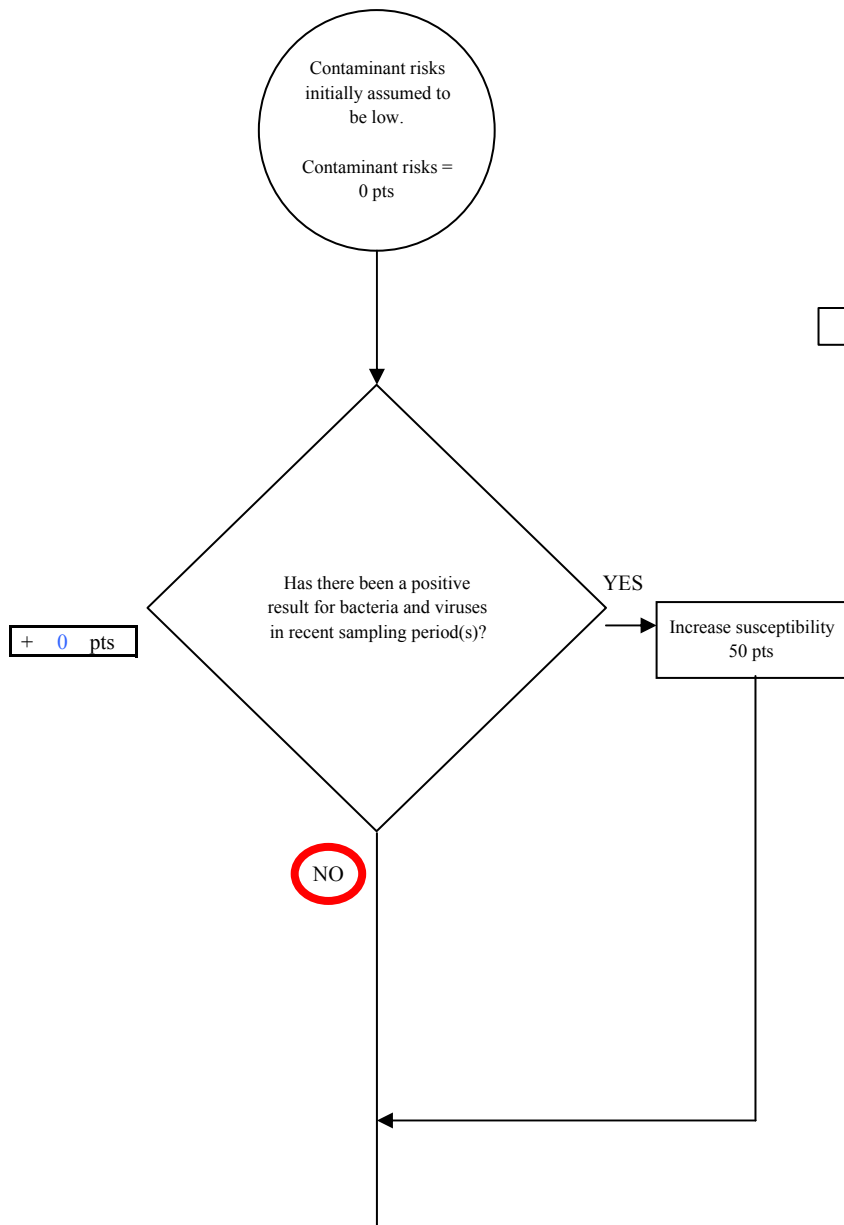 Contaminant risks
initially assumed to
be low.
Contaminant risks =
0 pts
Has there been a positive
result for bacteria and viruses
in recent sampling period(s)?
YES
+ 0 pts
Increase susceptibility
50 pts
NO